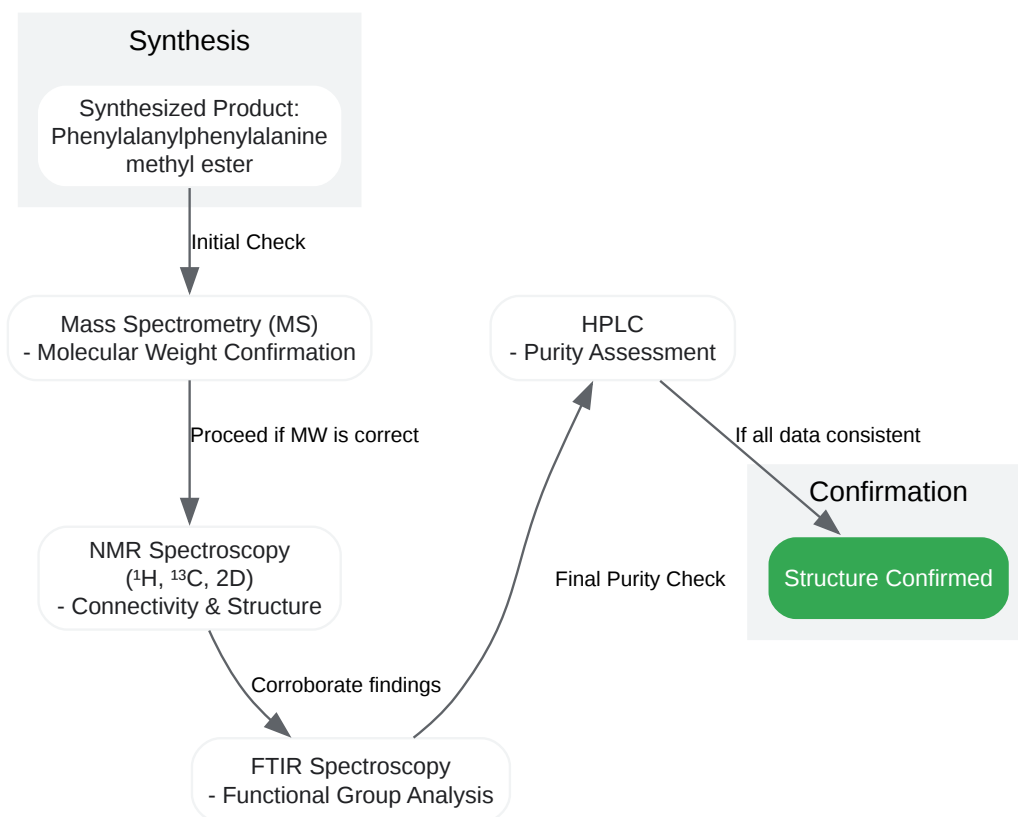 Synthesis
Synthesized Product:
Phenylalanylphenylalanine
methyl ester
Initial Check
Mass Spectrometry (MS)
- Molecular Weight Confirmation
Proceed if MW is correct
NMR Spectroscopy
(¹H, ¹³C, 2D)
- Connectivity & Structure
Corroborate findings
FTIR Spectroscopy
- Functional Group Analysis
Final Purity Check
HPLC
- Purity Assessment
If all data consistent
Confirmation
Structure Confirmed